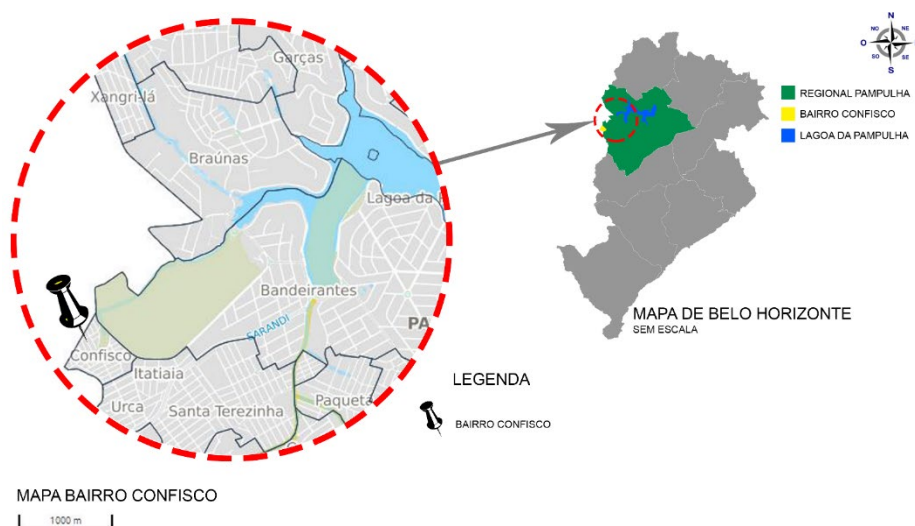 Garças
Xangri-lá
Braúnas
Lagoa da
Bandeirantes
SARANDI
PA
Confisco
Itatiaia
Urca
Santa Terezinha
Paqueta
LEGENDA
BAIRRO CONFISCO
MAPA BAIRRO CONFISCO
1000 m
N
NO
NE
O
E
SO
SE
S
REGIONAL PAMPULHA
BAIRRO CONFISCO
LAGOA DA PAMPULHA
MAPA DE BELO HORIZONTE
SEM ESCALA